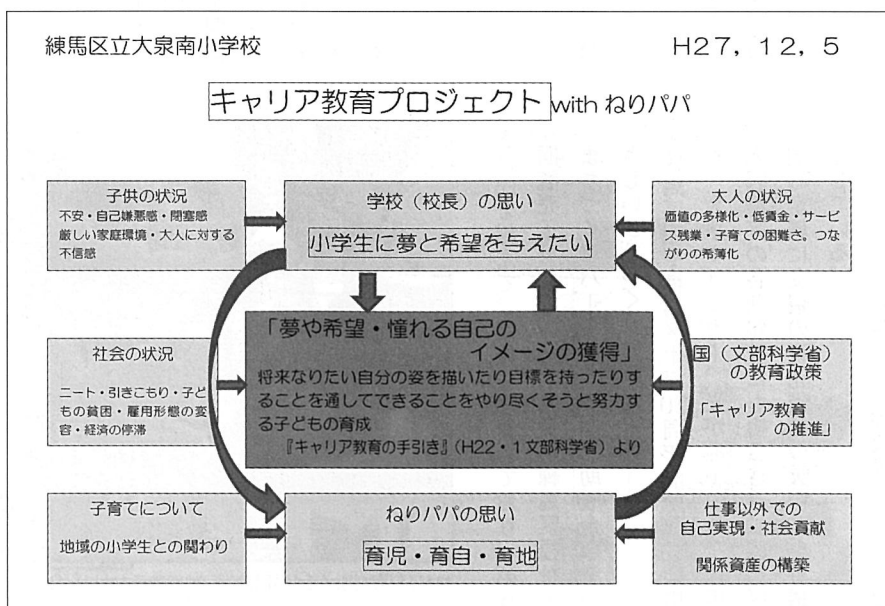 練馬区立大泉南小学校
H27，12，5
キャリア教育プロジェクト with ねりパパ
子供の状況
不安・自己嫌悪感・閉塞感
厳しい家庭環境・大人に対する
不信感
学校（校長）の思い
小学生に夢と希望を与えたい
大人の状況
価値の多様化・低賃金・サービ
ス残業・子育ての困難さ。つな
がりの希薄化
社会の状況
ニート・引きこもり・子ど
もの貧困・雇用形態の変
容・経済の停滞
「夢や希望・憧れる自己の
イメージの獲得」
将来なりたい自分の姿を描いたり目標を持ったりす
ることを通してできることをやり尽くそうと努力す
る子どもの育成
『キャリア教育の手引き』（H22・1文部科学省）より
国（文部科学省）
の教育政策
「キャリア教育
の推進」
子育てについて
地域の小学生との関わり
ねりパパの思い
育児・育自・育地
仕事以外での
自己実現・社会貢献
関係資産の構築